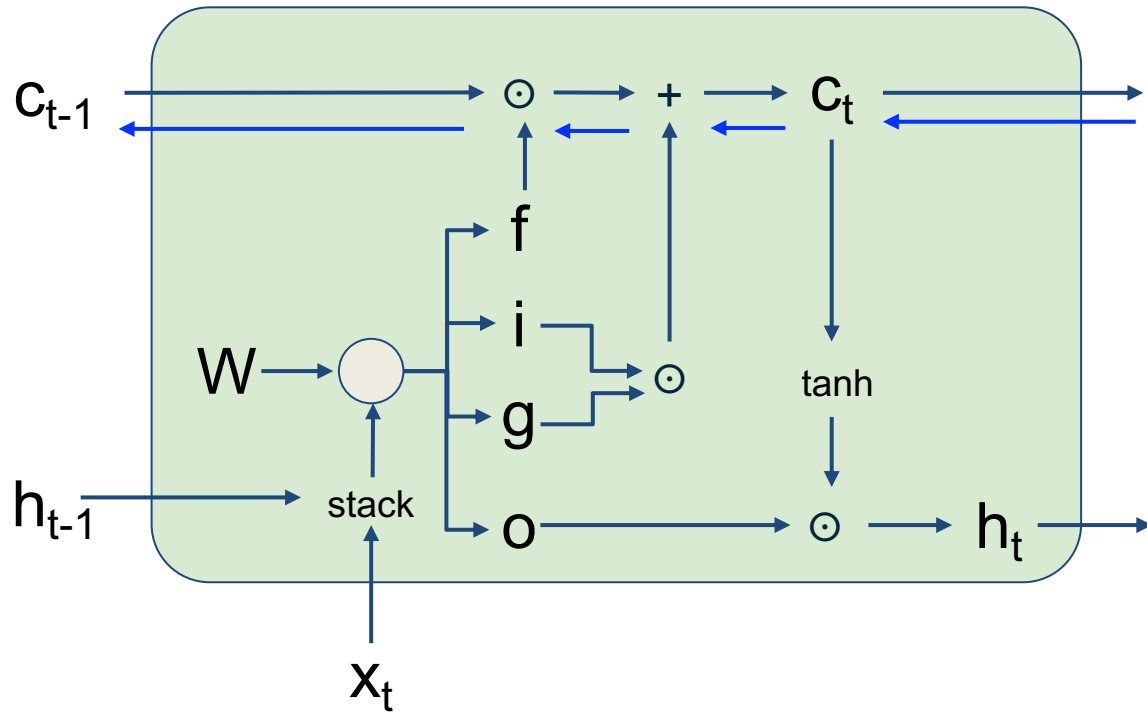 c_{t-1} ⊙ + c_t
f
i
W ⊙ tanh
g
h_{t-1} stack o ⊙ h_t
x_t